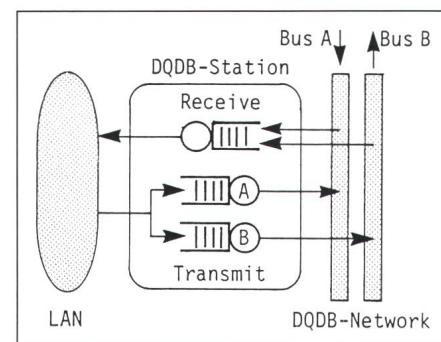 Bus A Bus B
DQDB-Station
Receive
A
B
Transmit
LAN
DQDB-Network